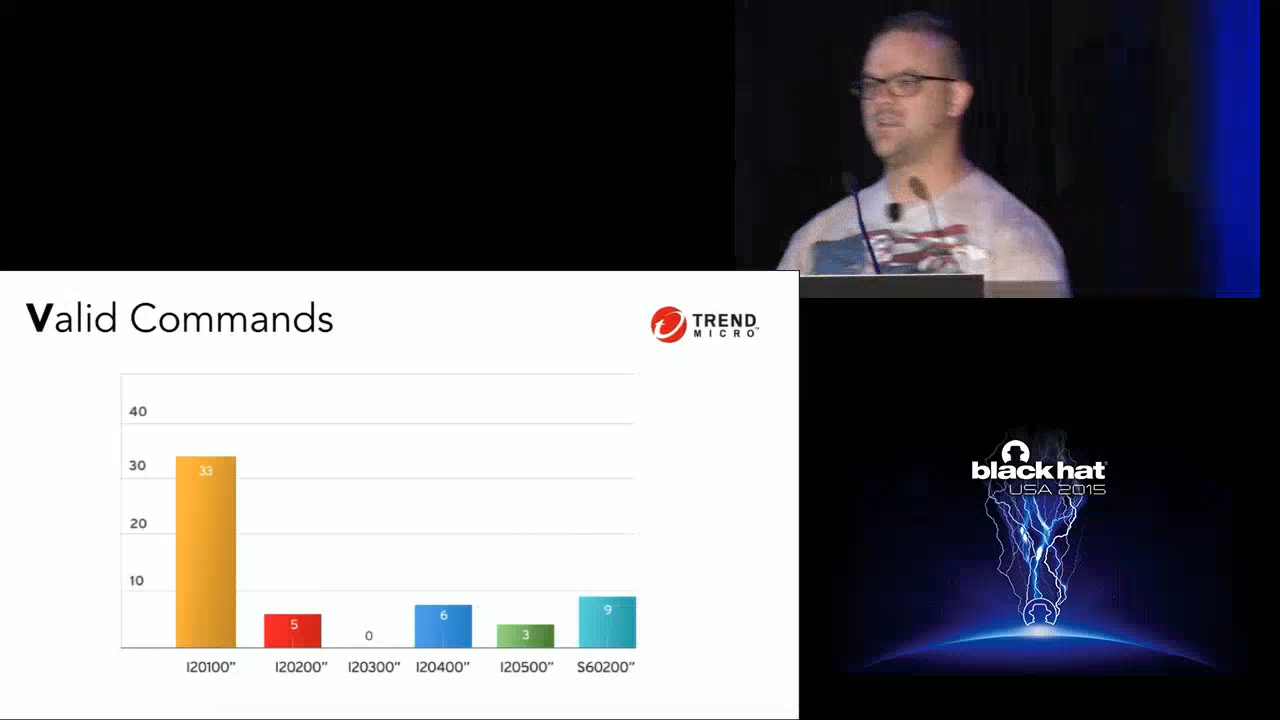 Valid Commands
TREND
MICRO™
40
30
20
10
33
5
0
6
3
9
I20100”
I20200”
I20300”
I20400”
I20500”
S60200”
black hat®
USA 2015